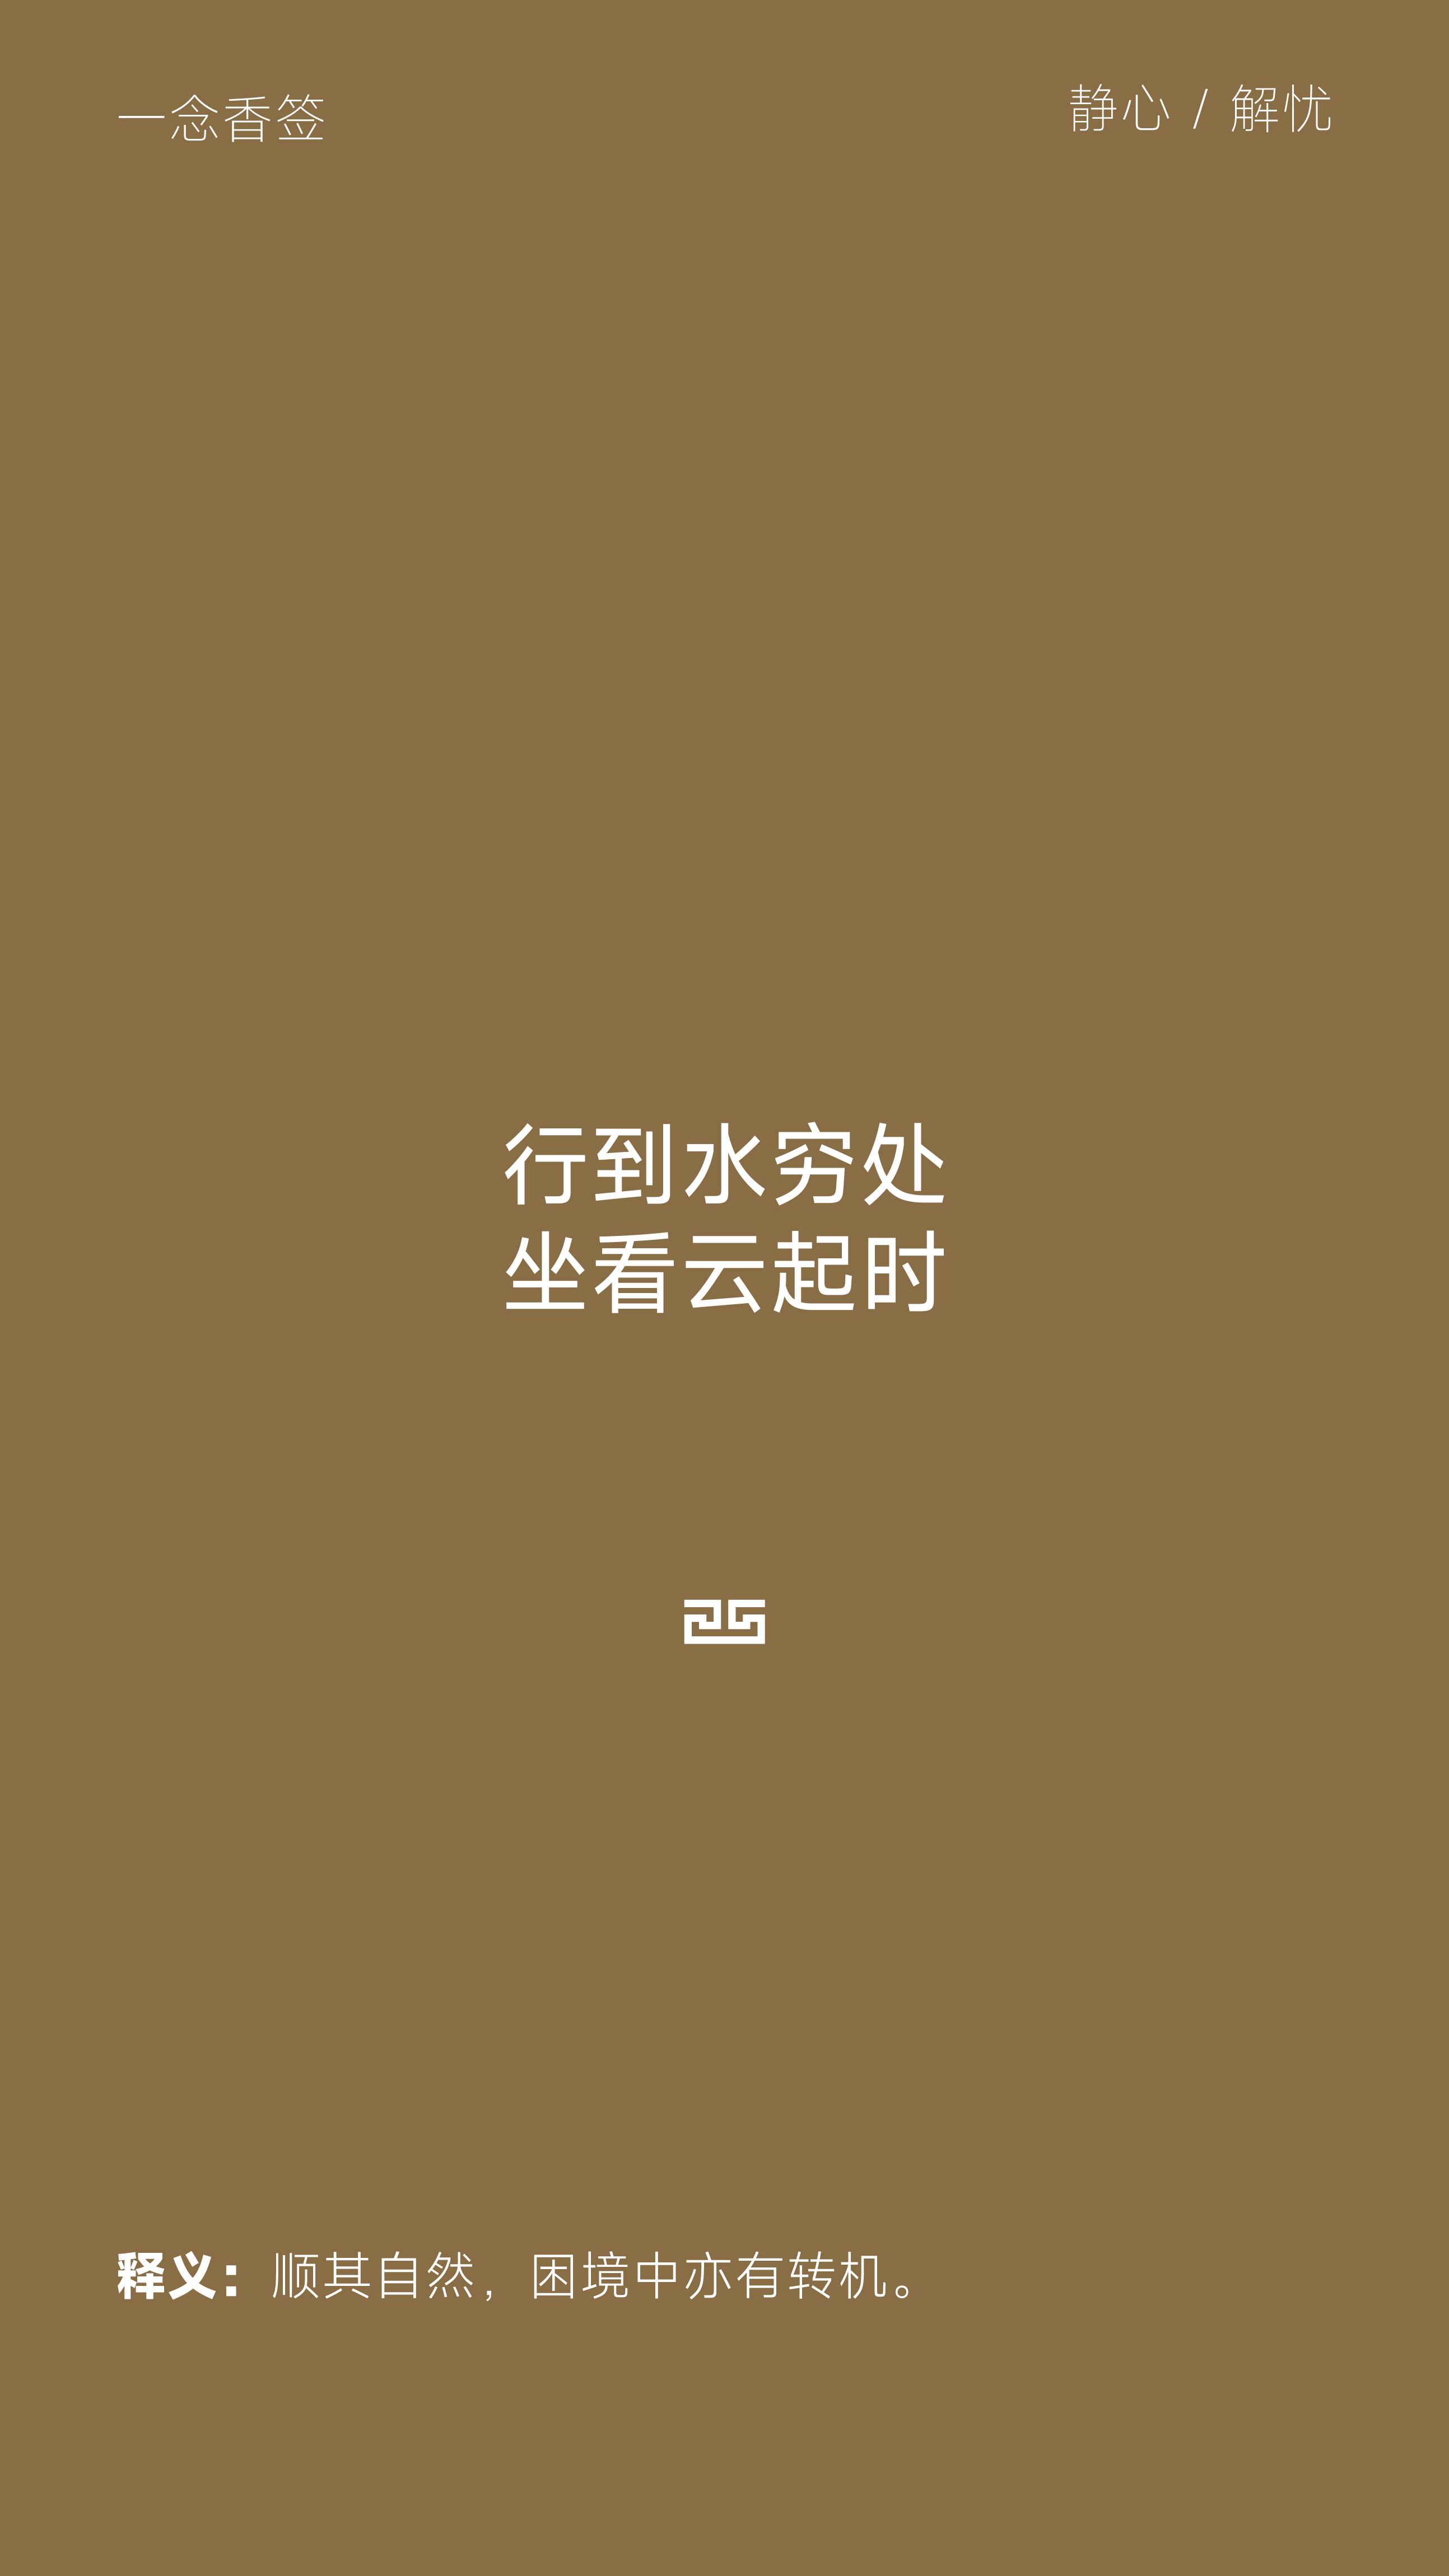 一念香签
静心 / 解忧
行到水穷处
坐看云起时
释义：顺其自然，困境中亦有转机。